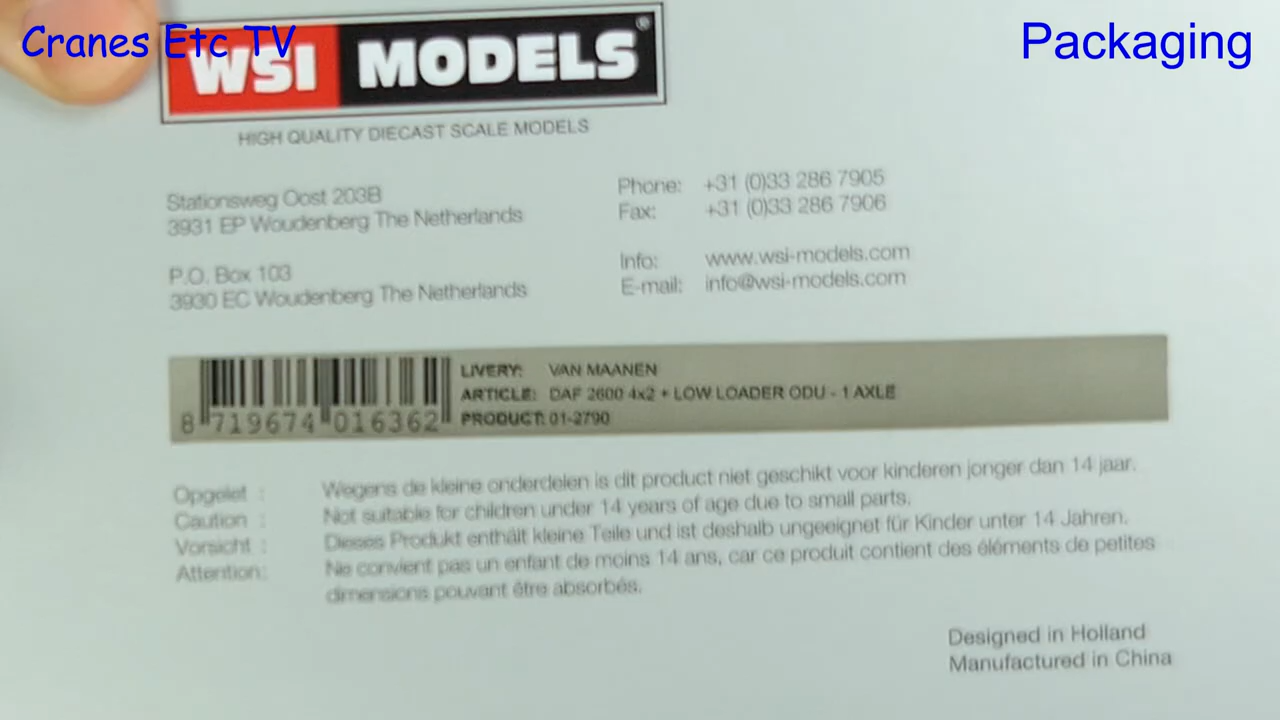 Cranes Etc TV
Packaging
WSI MODELS®
HIGH QUALITY DIECAST SCALE MODELS
Stationsweg Oost 203B
3931 EP Woudenberg The Netherlands
P.O. Box 103
3930 EC Woudenberg The Netherlands
Phone: +31 (0)33 286 7905
Fax: +31 (0)33 286 7906
Info: www.wsi-models.com
E-mail: info@wsi-models.com
LIVERY: VAN MAANEN
ARTICLE: DAF 2600 4x2 + LOW LOADER ODU - 1 AXLE
PRODUCT: 01-2790
8 719674 016362
Opgelet : Wegens de kleine onderdelen is dit product niet geschikt voor kinderen jonger dan 14 jaar.
Caution : Not suitable for children under 14 years of age due to small parts.
Vorsicht : Dieses Produkt enthält kleine Teile und ist deshalb ungeeignet für Kinder unter 14 Jahren.
Attention: Ne convient pas un enfant de moins 14 ans, car ce produit contient des éléments de petites
dimensions pouvant être absorbés.
Designed in Holland
Manufactured in China